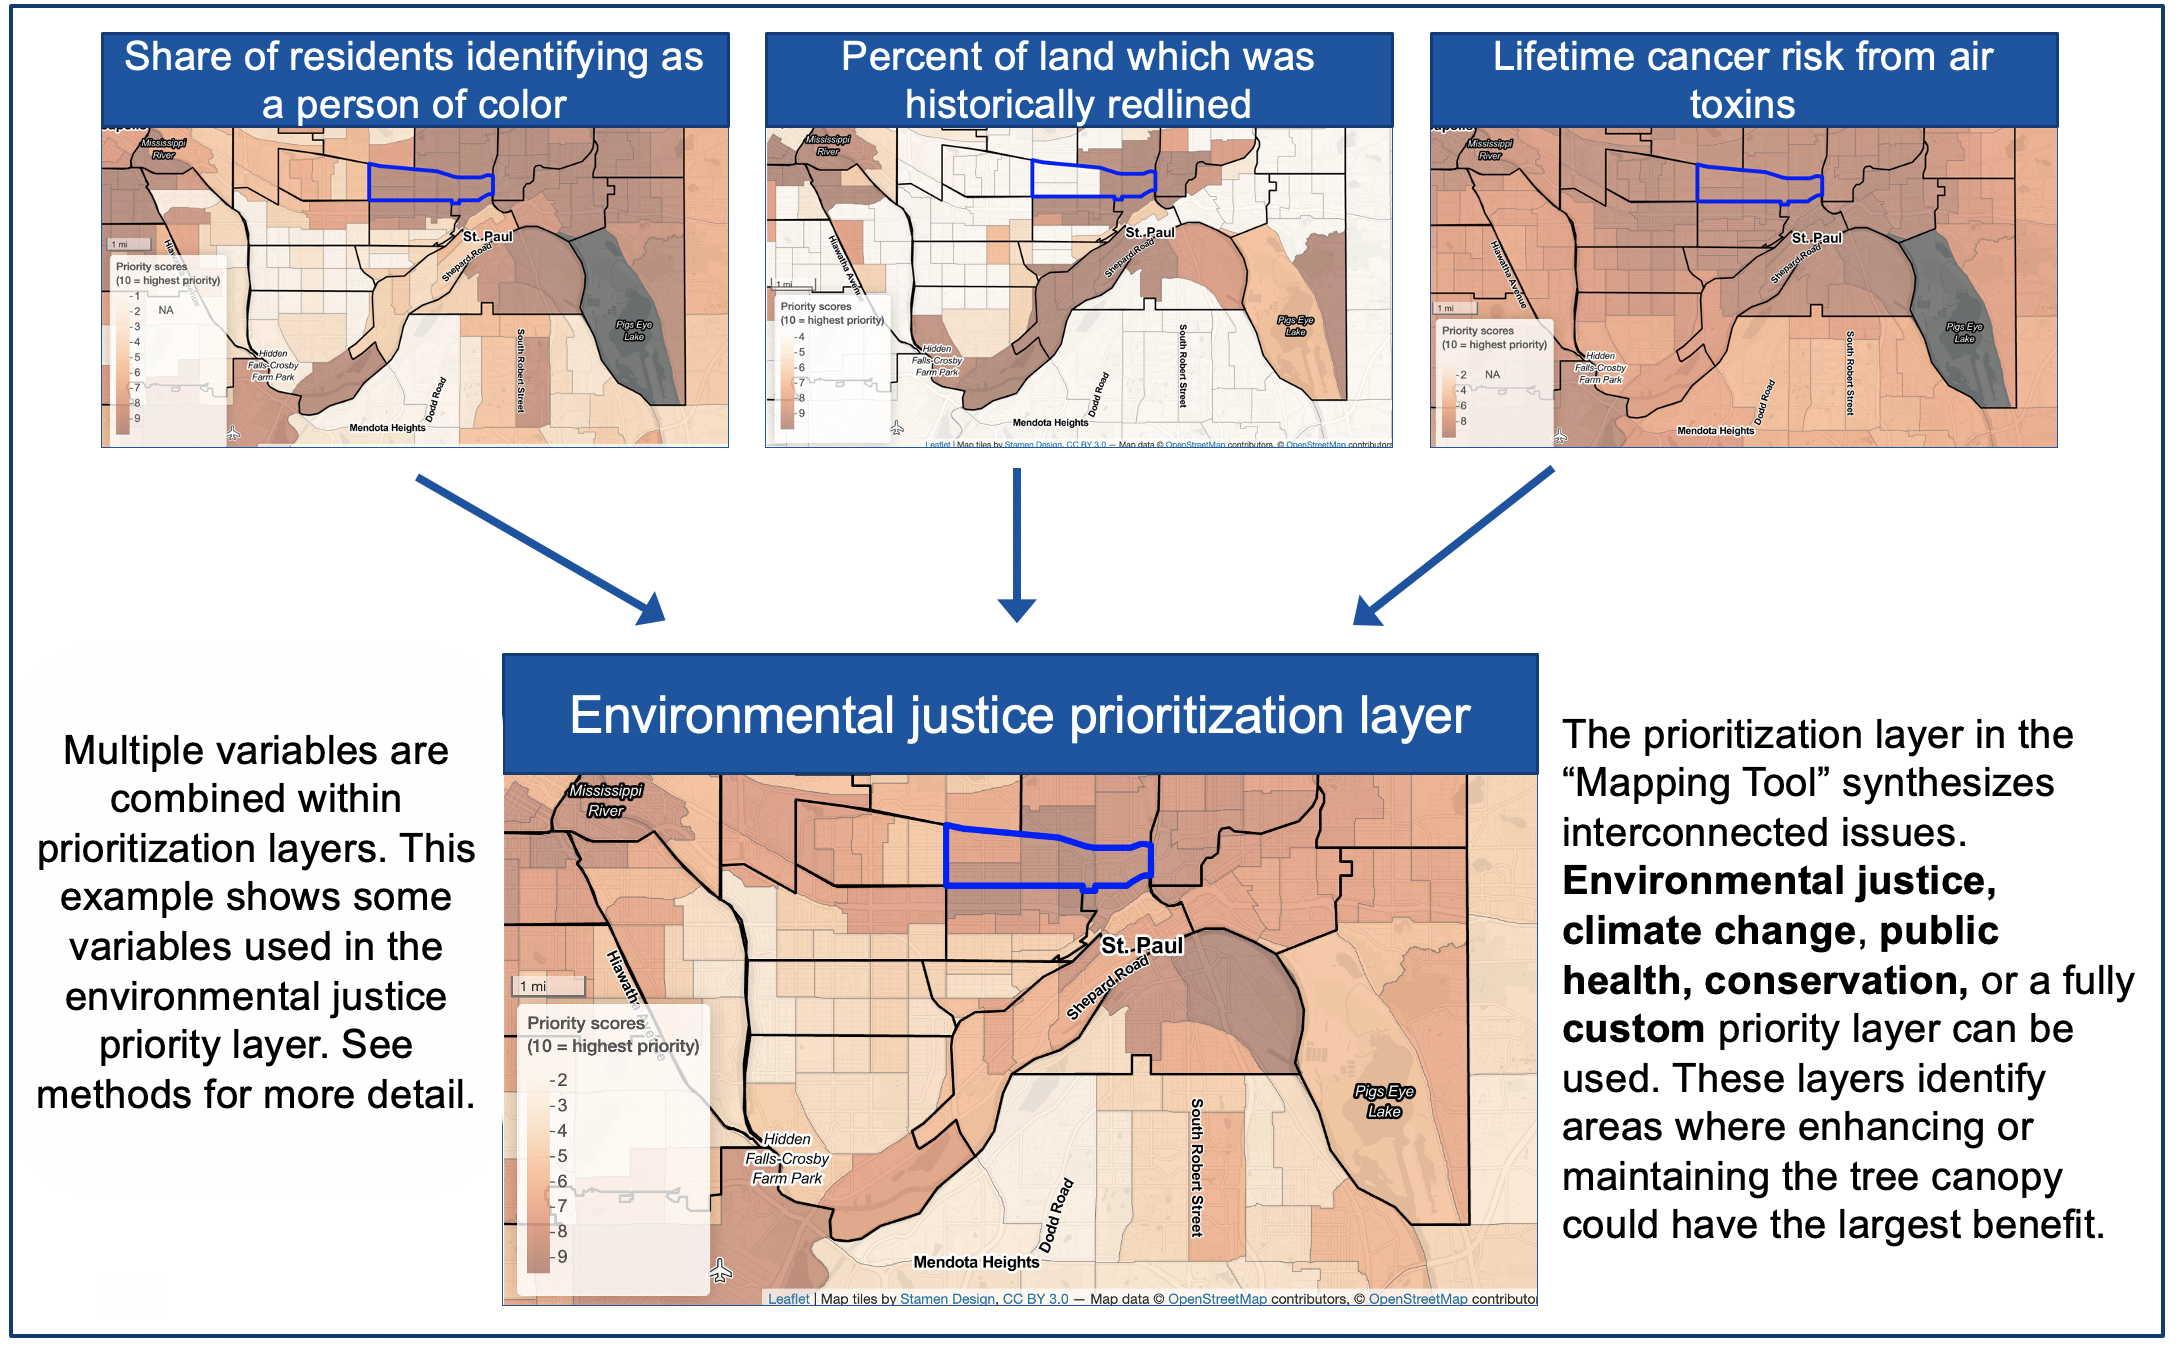 Share of residents identifying as
a person of color
Percent of land which was
historically redlined
Lifetime cancer risk from air
toxins
Mississippi
River
St. Paul
Shepard Road
Hiawatha Avenue
1 mi
Priority scores
(10 = highest priority)
1
2
NA
3
4
5
6
7
8
9
Pigs Eye
Lake
Hidden
Falls-Crosby
Farm Park
South Robert Street
Dodd Road
Mendota Heights
Mississippi
River
St. Paul
Shepard Road
Hiawatha Avenue
1 mi
Priority scores
(10 = highest priority)
4
5
6
7
8
9
Pigs Eye
Lake
Hidden
Falls-Crosby
Farm Park
South Robert Street
Dodd Road
Mendota Heights
Leaflet | Map tiles by Stamen Design, CC BY 3.0 — Map data © OpenStreetMap contributors, © OpenStreetMap contributors
Mississippi
River
St. Paul
Shepard Road
Hiawatha Avenue
1 mi
Priority scores
(10 = highest priority)
2
NA
4
6
8
Pigs Eye
Lake
Hidden
Falls-Crosby
Farm Park
South Robert Street
Dodd Road
Mendota Heights
Environmental justice prioritization layer
Multiple variables are
combined within
prioritization layers. This
example shows some
variables used in the
environmental justice
priority layer. See
methods for more detail.
Mississippi
River
St. Paul
Shepard Road
Hiawatha Avenue
1 mi
Priority scores
(10 = highest priority)
2
3
4
5
6
7
8
9
Pigs Eye
Lake
Hidden
Falls-Crosby
Farm Park
South Robert Street
Dodd Road
Mendota Heights
Leaflet | Map tiles by Stamen Design, CC BY 3.0 — Map data © OpenStreetMap contributors, © OpenStreetMap contributor
The prioritization layer in the
“Mapping Tool” synthesizes
interconnected issues.
Environmental justice,
climate change, public
health, conservation, or a fully
custom priority layer can be
used. These layers identify
areas where enhancing or
maintaining the tree canopy
could have the largest benefit.